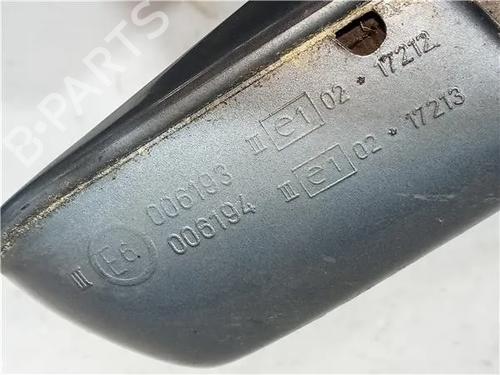 006193 III e1 02 • 17212
III E6 006194 III e1 02 • 17213
B-PARTS